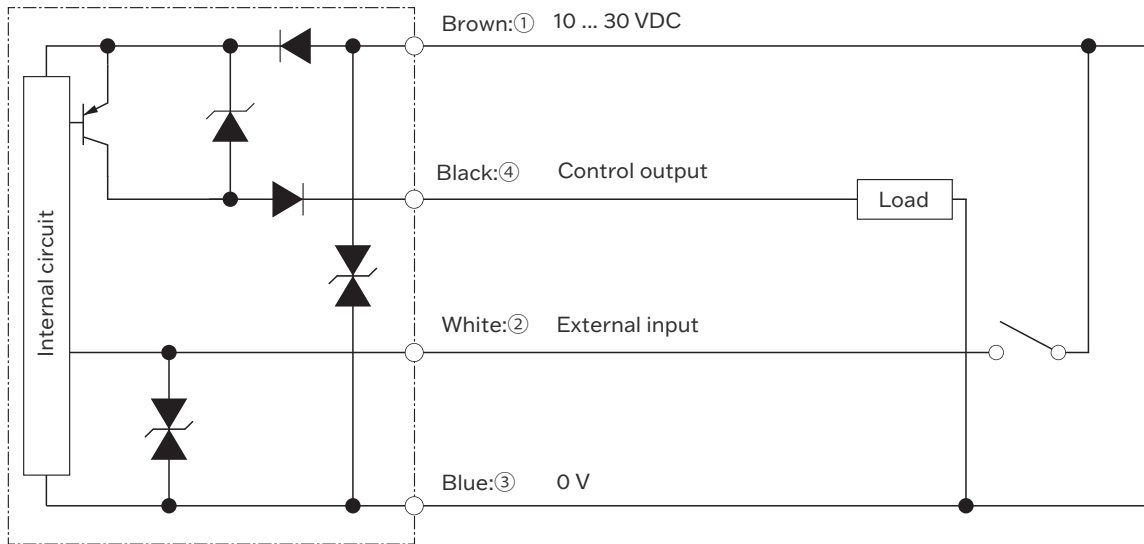 Brown:① 10 ... 30 VDC
Black:④ Control output
Load
Internal circuit
White:② External input
Blue:③ 0 V